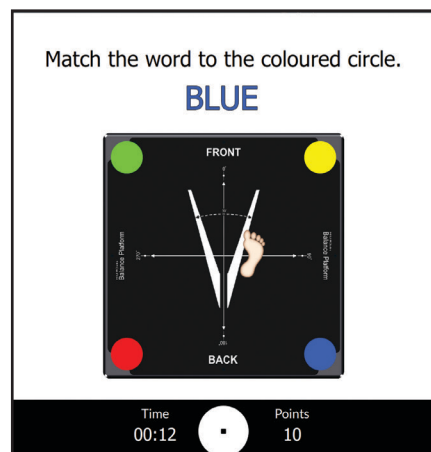 Match the word to the coloured circle.
BLUE
FRONT
Balance Platform
Balance Platform
BACK
Time
Points
00:12
10